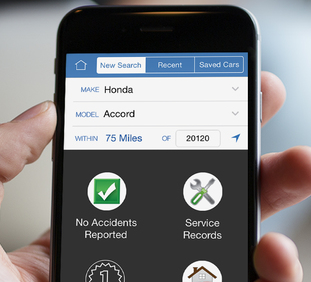 New Search Recent Saved Cars
MAKE Honda
MODEL Accord
WITHIN 75 Miles OF 20120
No Accidents Service
Reported Records
1